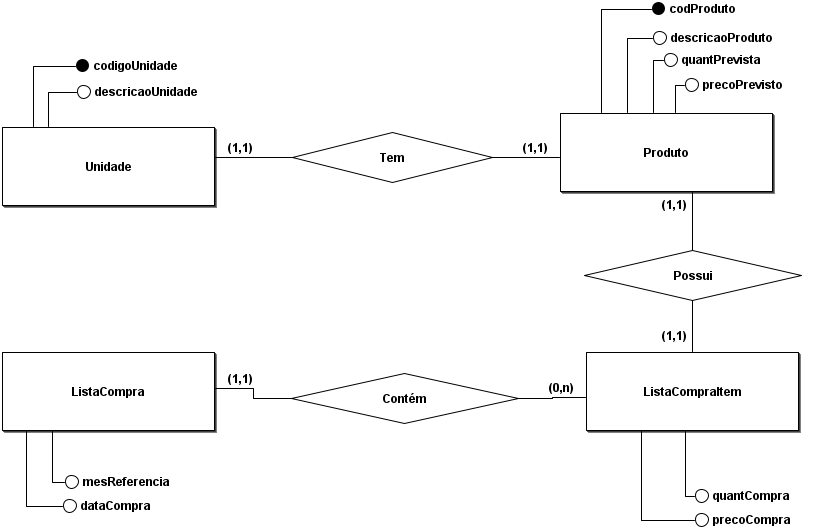 codProduto
descricaoProduto
quantPrevista
precoPrevisto
codigoUnidade
descricaoUnidade
Unidade
(1,1)
Tem
(1,1)
Produto
(1,1)
Possui
(1,1)
ListaCompra
(1,1)
Contém
(0,n)
ListaCompraItem
mesReferencia
dataCompra
quantCompra
precoCompra